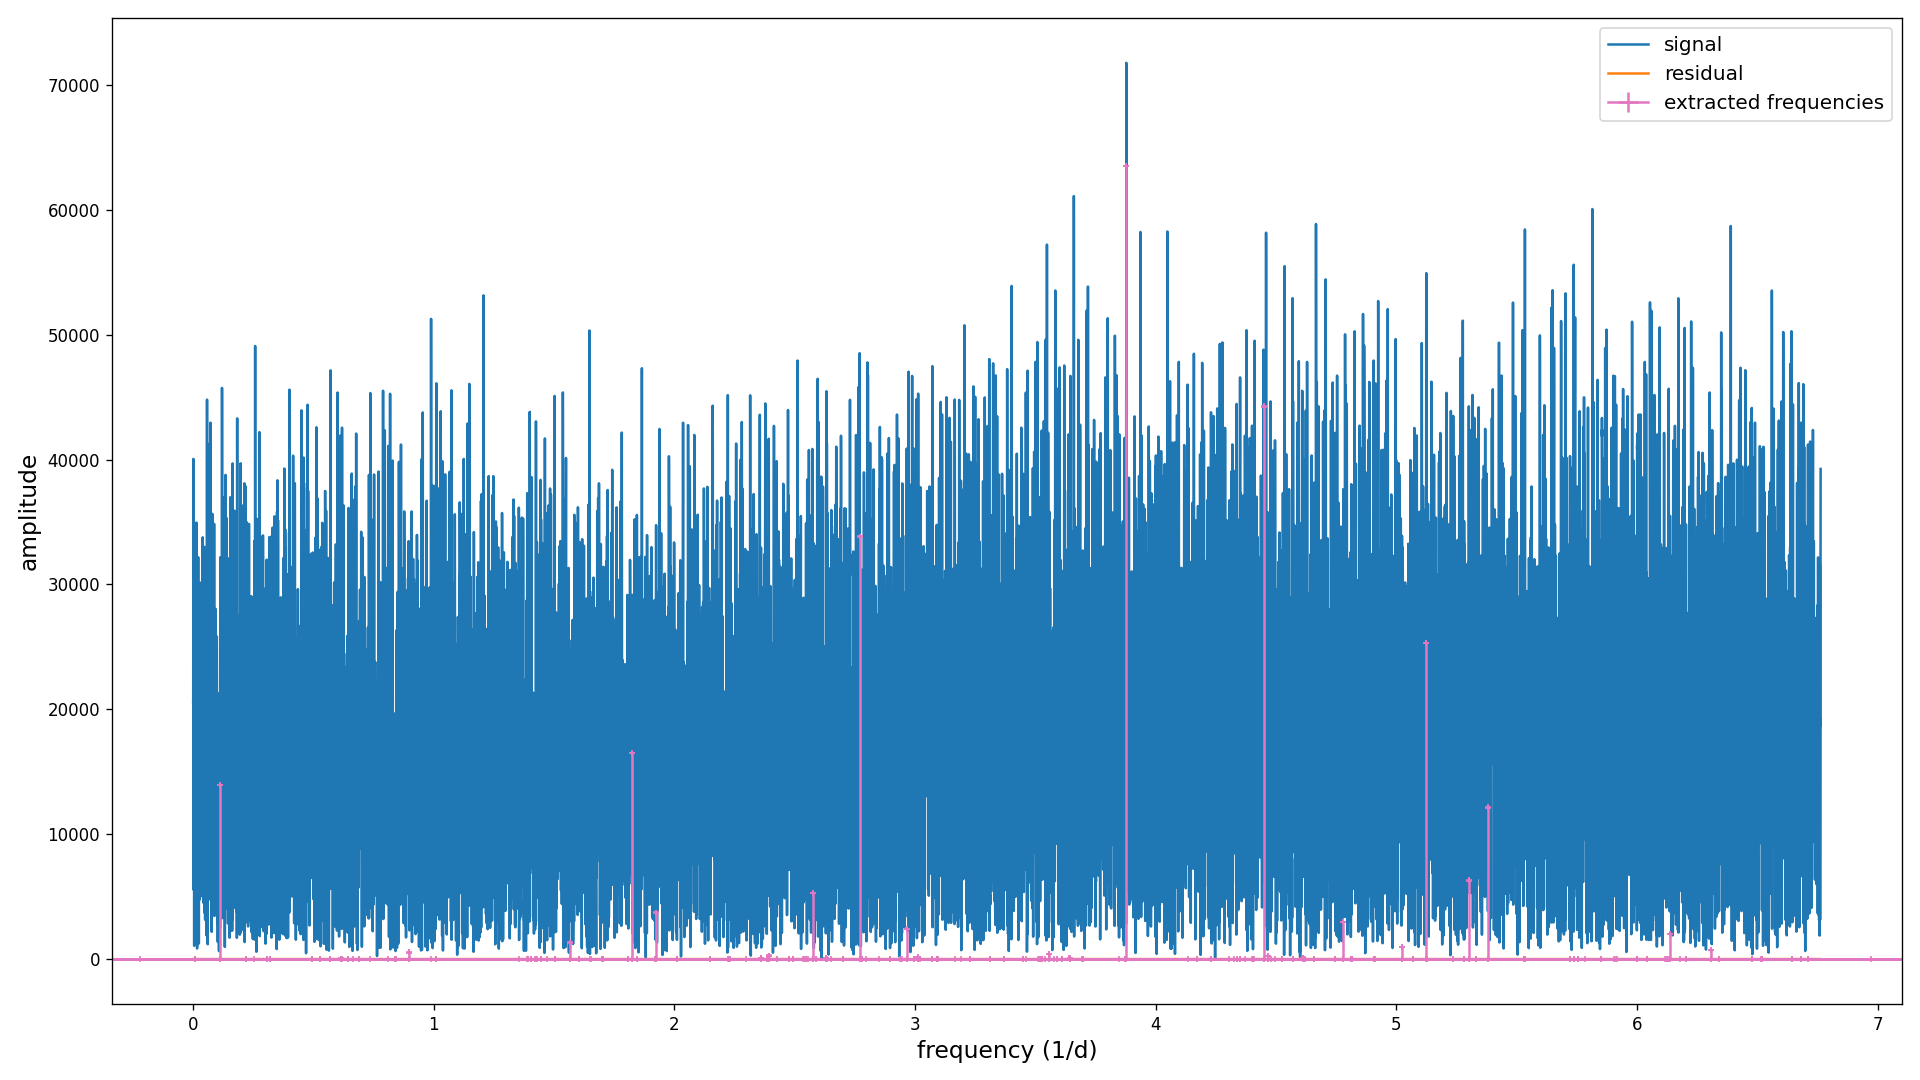 signal
residual
extracted frequencies
amplitude
70000
60000
50000
40000
30000
20000
10000
0
0 1 2 3 4 5 6 7
frequency (1/d)